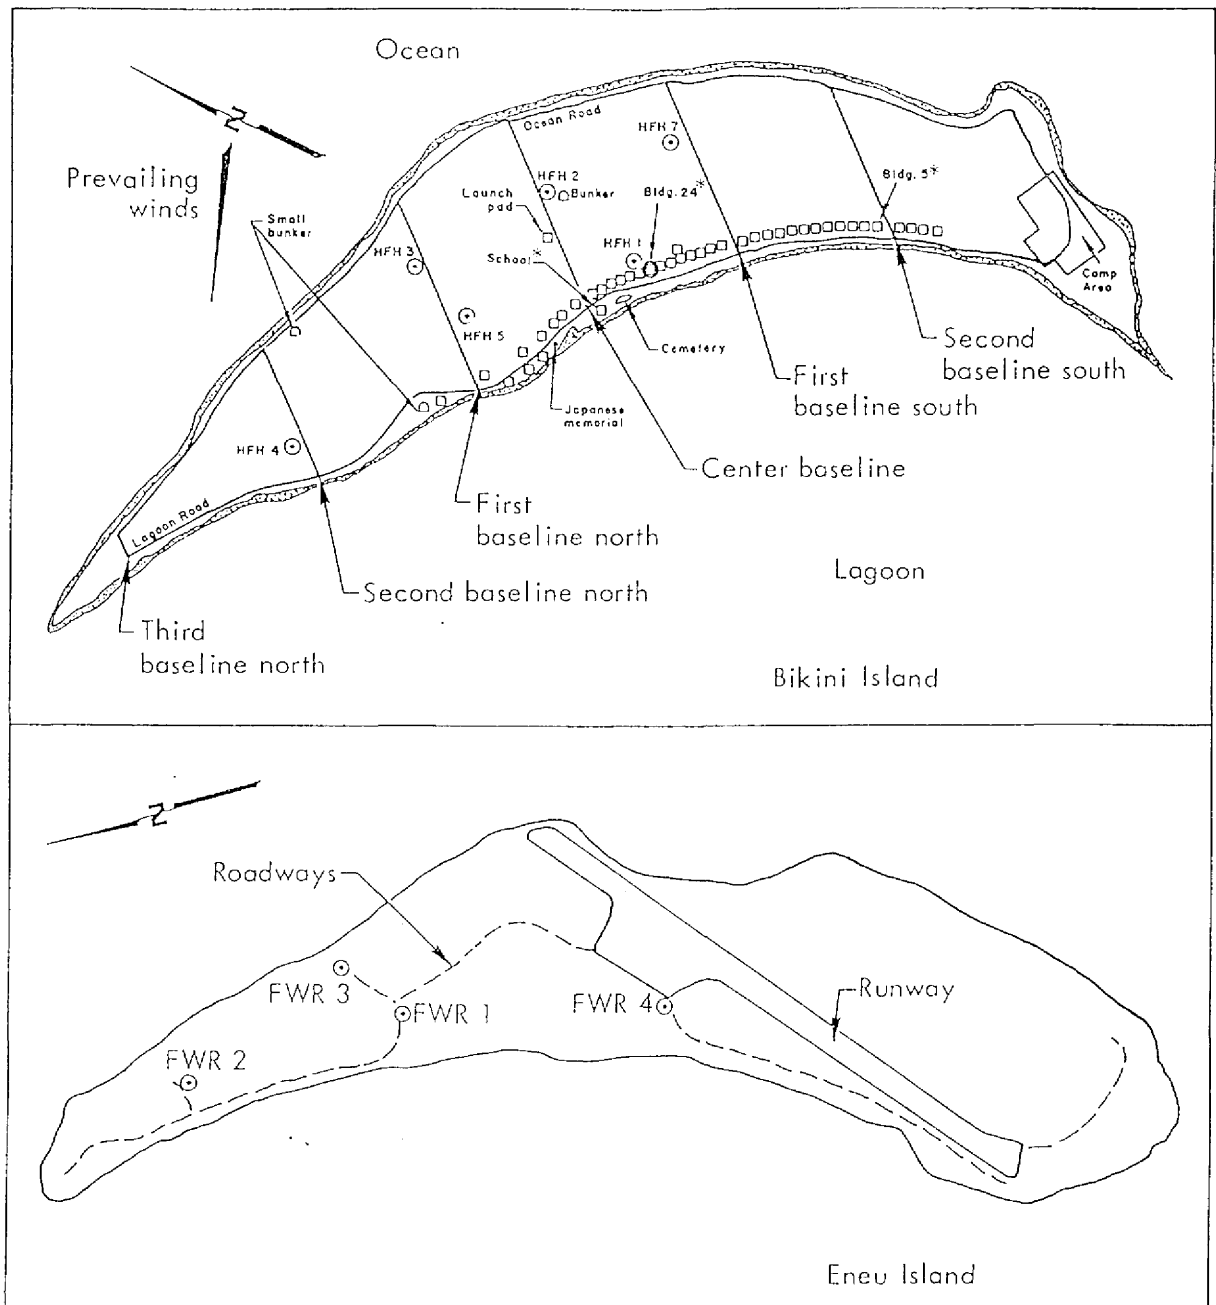 Ocean
N
Prevailing
winds
Ocean Road
HFH 7
HFH 2
Bunker
Bldg. 24*
Bldg. 5*
Launch
pad
Small
bunker
HFH 3
HFH 1
School*
Camp
Area
HFH 5
Cemetery
Second
baseline south
First
baseline south
Japanese
memorial
HFH 4
Center baseline
Lagoon Road
First
baseline north
Lagoon
Second baseline north
Third
baseline north
Bikini Island
N
Roadways
FWR 3
FWR 1
FWR 4
Runway
FWR 2
Eneu Island